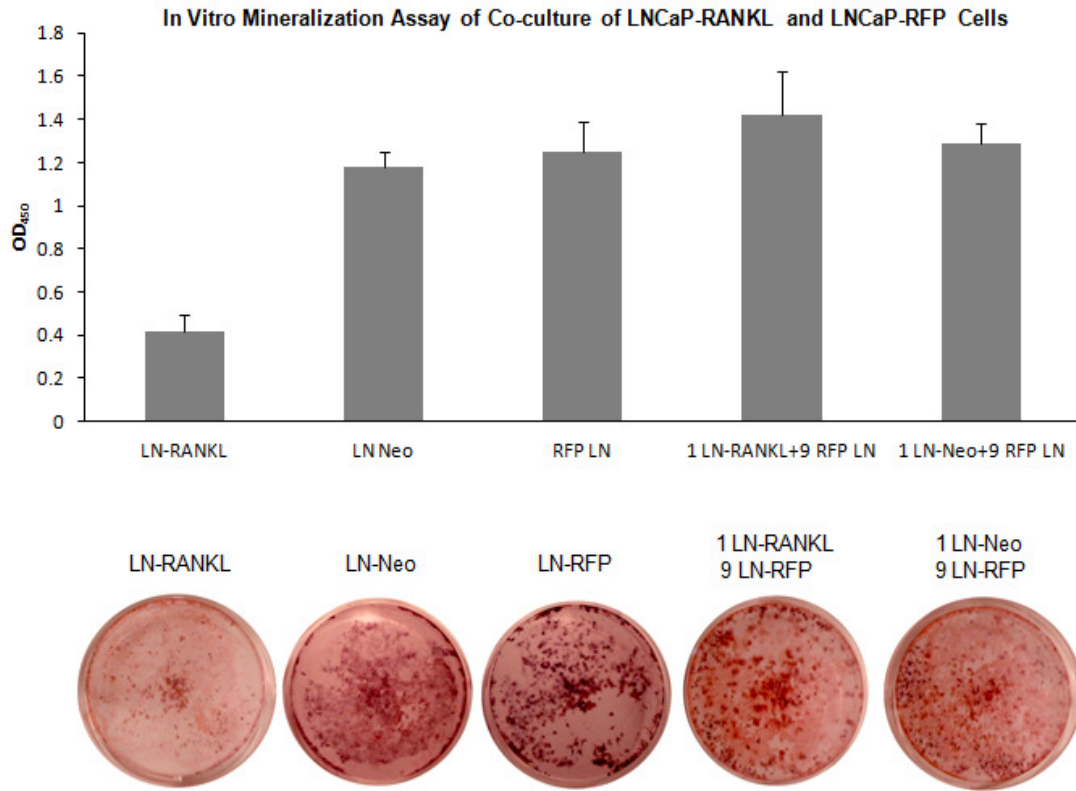 In Vitro Mineralization Assay of Co-culture of LNCaP-RANKL and LNCaP-RFP Cells
1.8
1.6
1.4
1.2
1
0.8
0.6
0.4
0.2
0
OD450
LN-RANKL
LN Neo
RFP LN
1 LN-RANKL+9 RFP LN
1 LN-Neo+9 RFP LN
LN-RANKL
LN-Neo
LN-RFP
1 LN-RANKL
9 LN-RFP
1 LN-Neo
9 LN-RFP